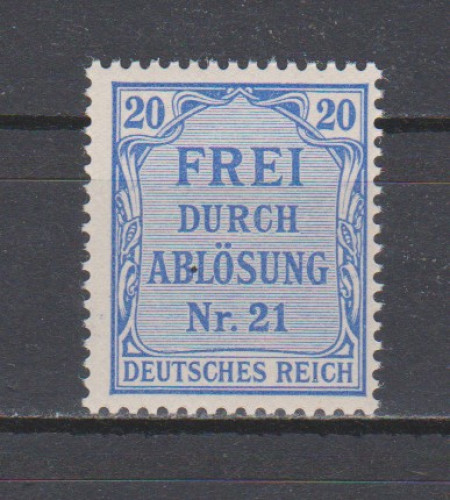 20 20
FREI
DURCH
ABLÖSUNG
Nr. 21
DEUTSCHES REICH